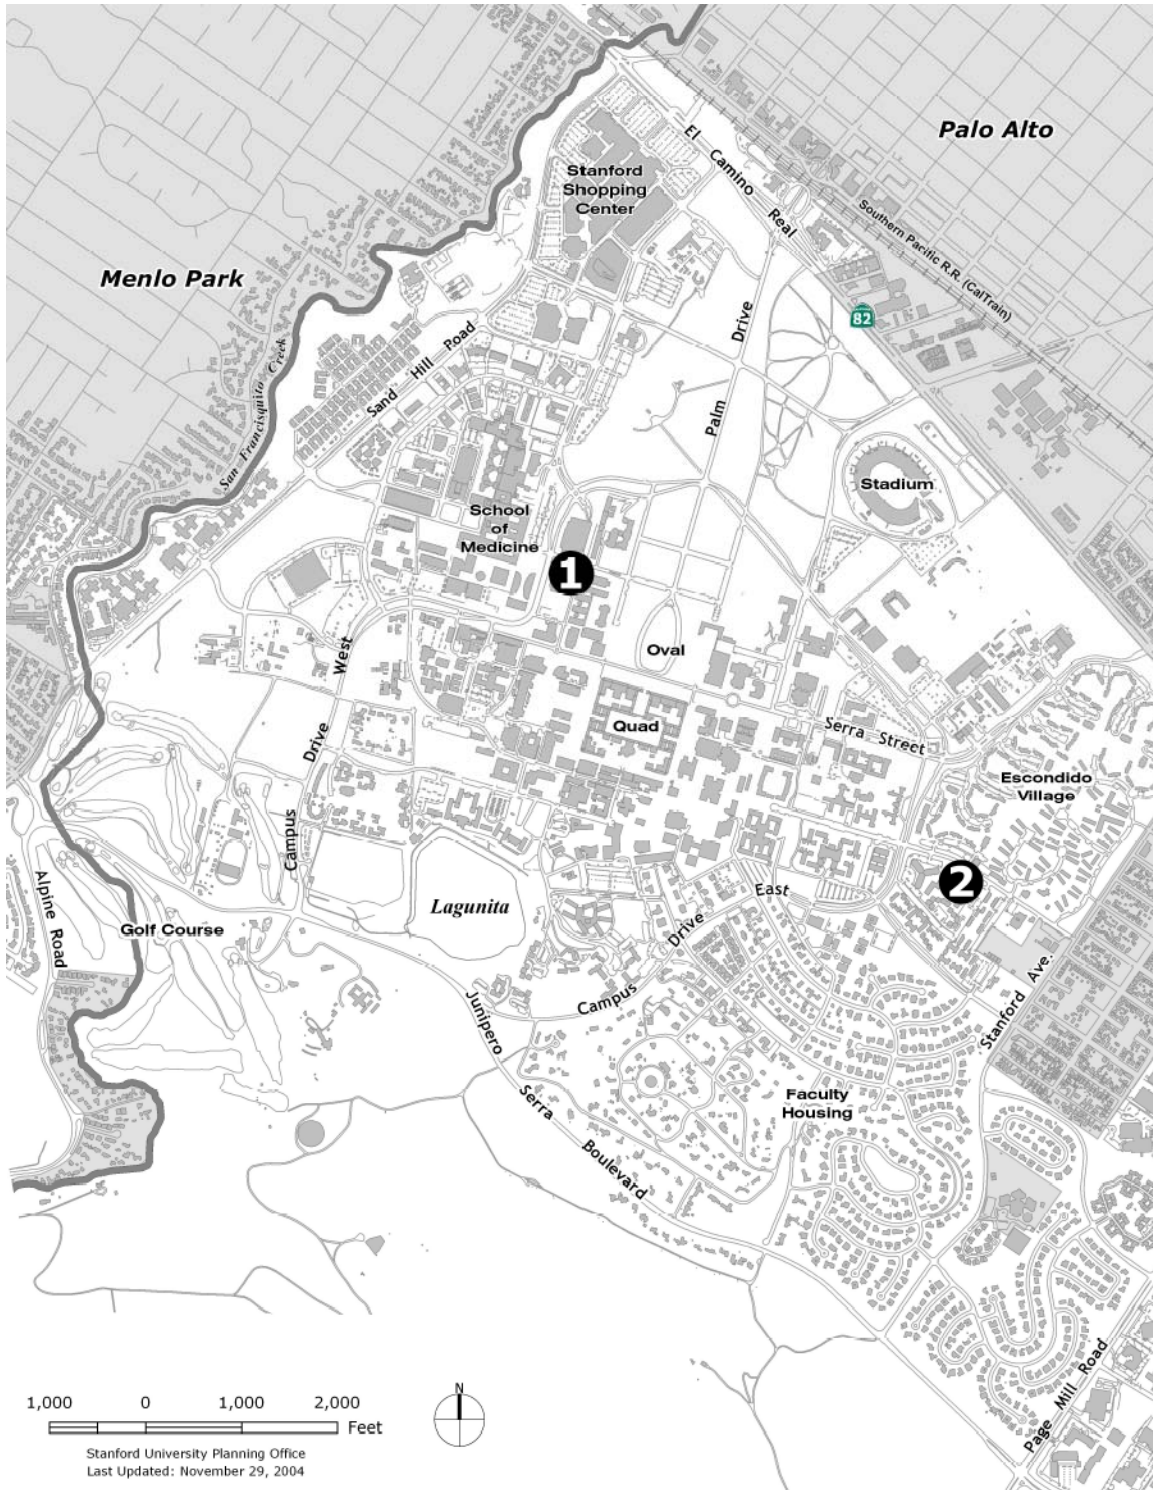 Palo Alto
El Camino Real
Stanford
Shopping
Center
Southern Pacific R.R. (CalTrain)
Menlo Park
82
Palm Drive
Sand Hill Road
San Francisquito Creek
Stadium
School
of
Medicine
1
Oval
West
Quad
Serra Street
Drive
Escondido
Village
Campus
2
East
Lagunita
Drive
Alpine Road
Golf Course
Campus
Stanford Ave.
Junipero
Faculty
Housing
Serra
Boulevard
Page Mill Road
N
1,000 0 1,000 2,000
Feet
Stanford University Planning Office
Last Updated: November 29, 2004